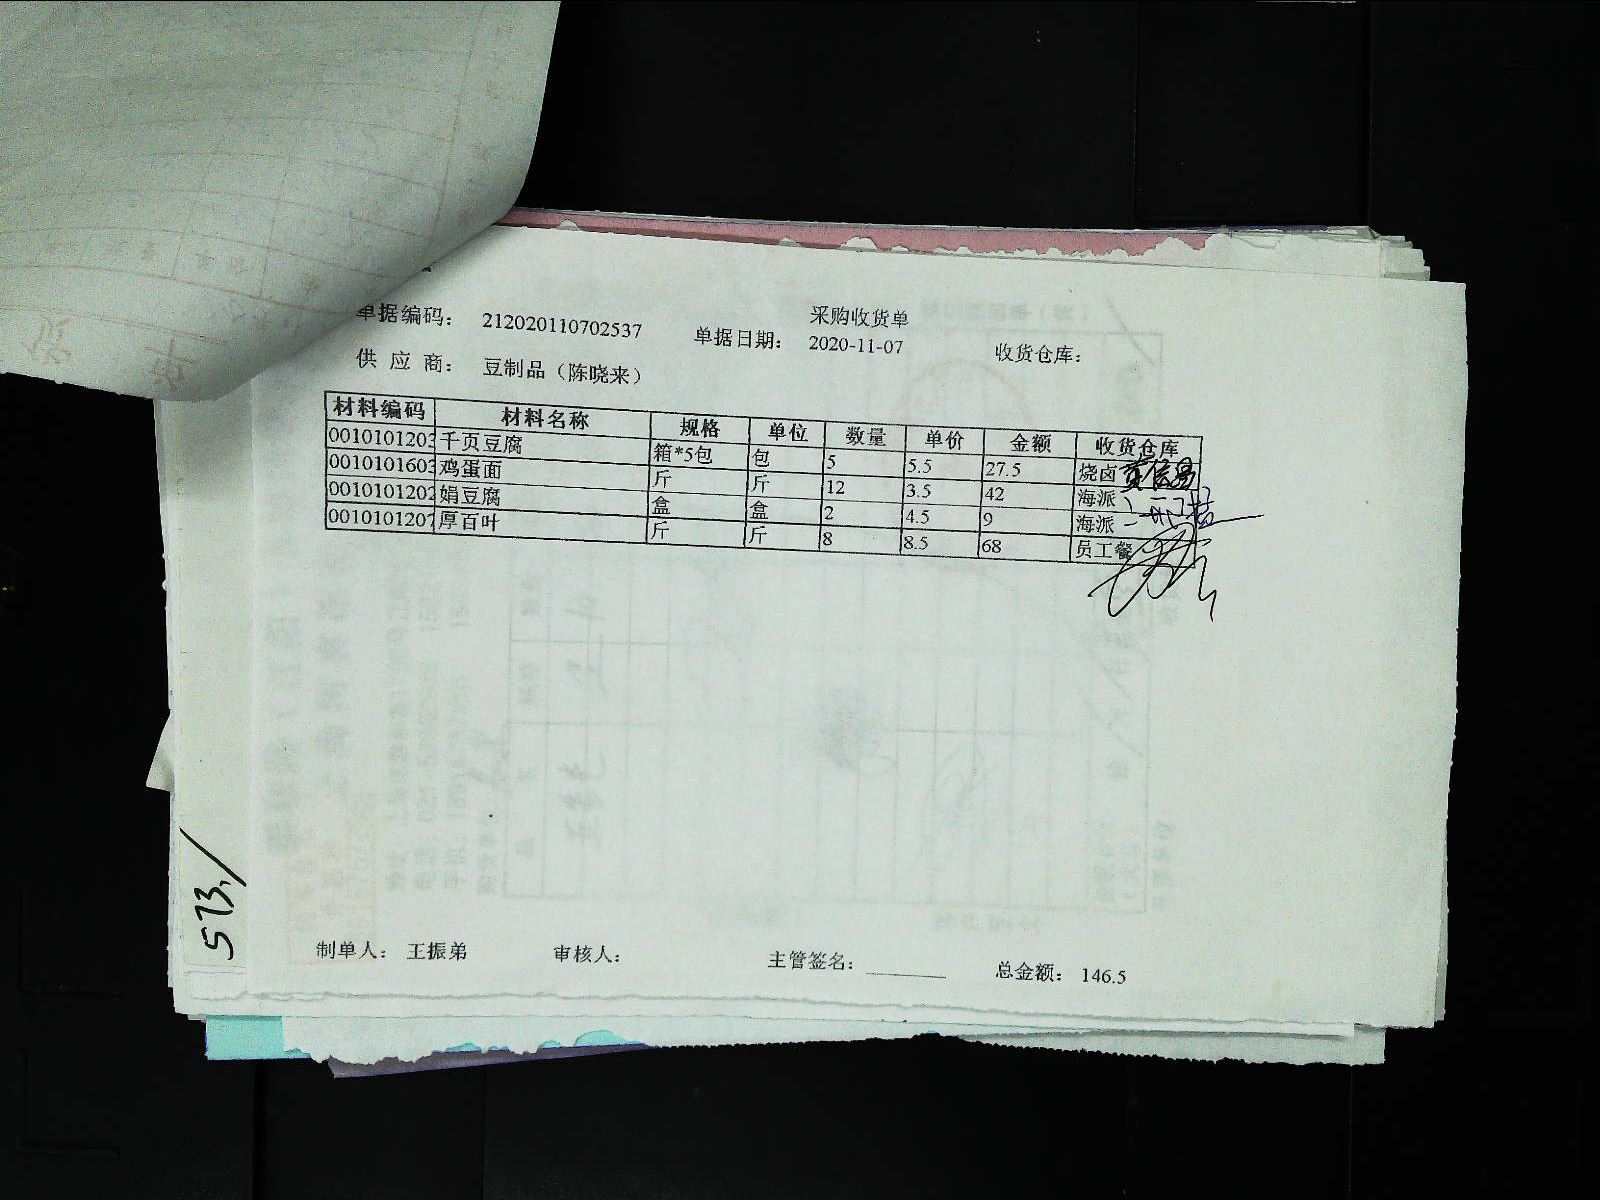 采购收货单
单据编码： 212020110702537 单据日期： 2020-11-07 收货仓库：
供 应 商： 豆制品（陈晓来）
材料编码 材料名称 规格 单位 数量 单价 金额 收货仓库
0010101203 千页豆腐 箱*5包 包 5 5.5 27.5 烧卤
0010101603 鸡蛋面 斤 斤 12 3.5 42 海派
0010101202 娟豆腐 盒 盒 2 4.5 9 海派
0010101207 厚百叶 斤 斤 8 8.5 68 员工餐
制单人： 王振弟 审核人： 主管签名： 总金额： 146.5
573./